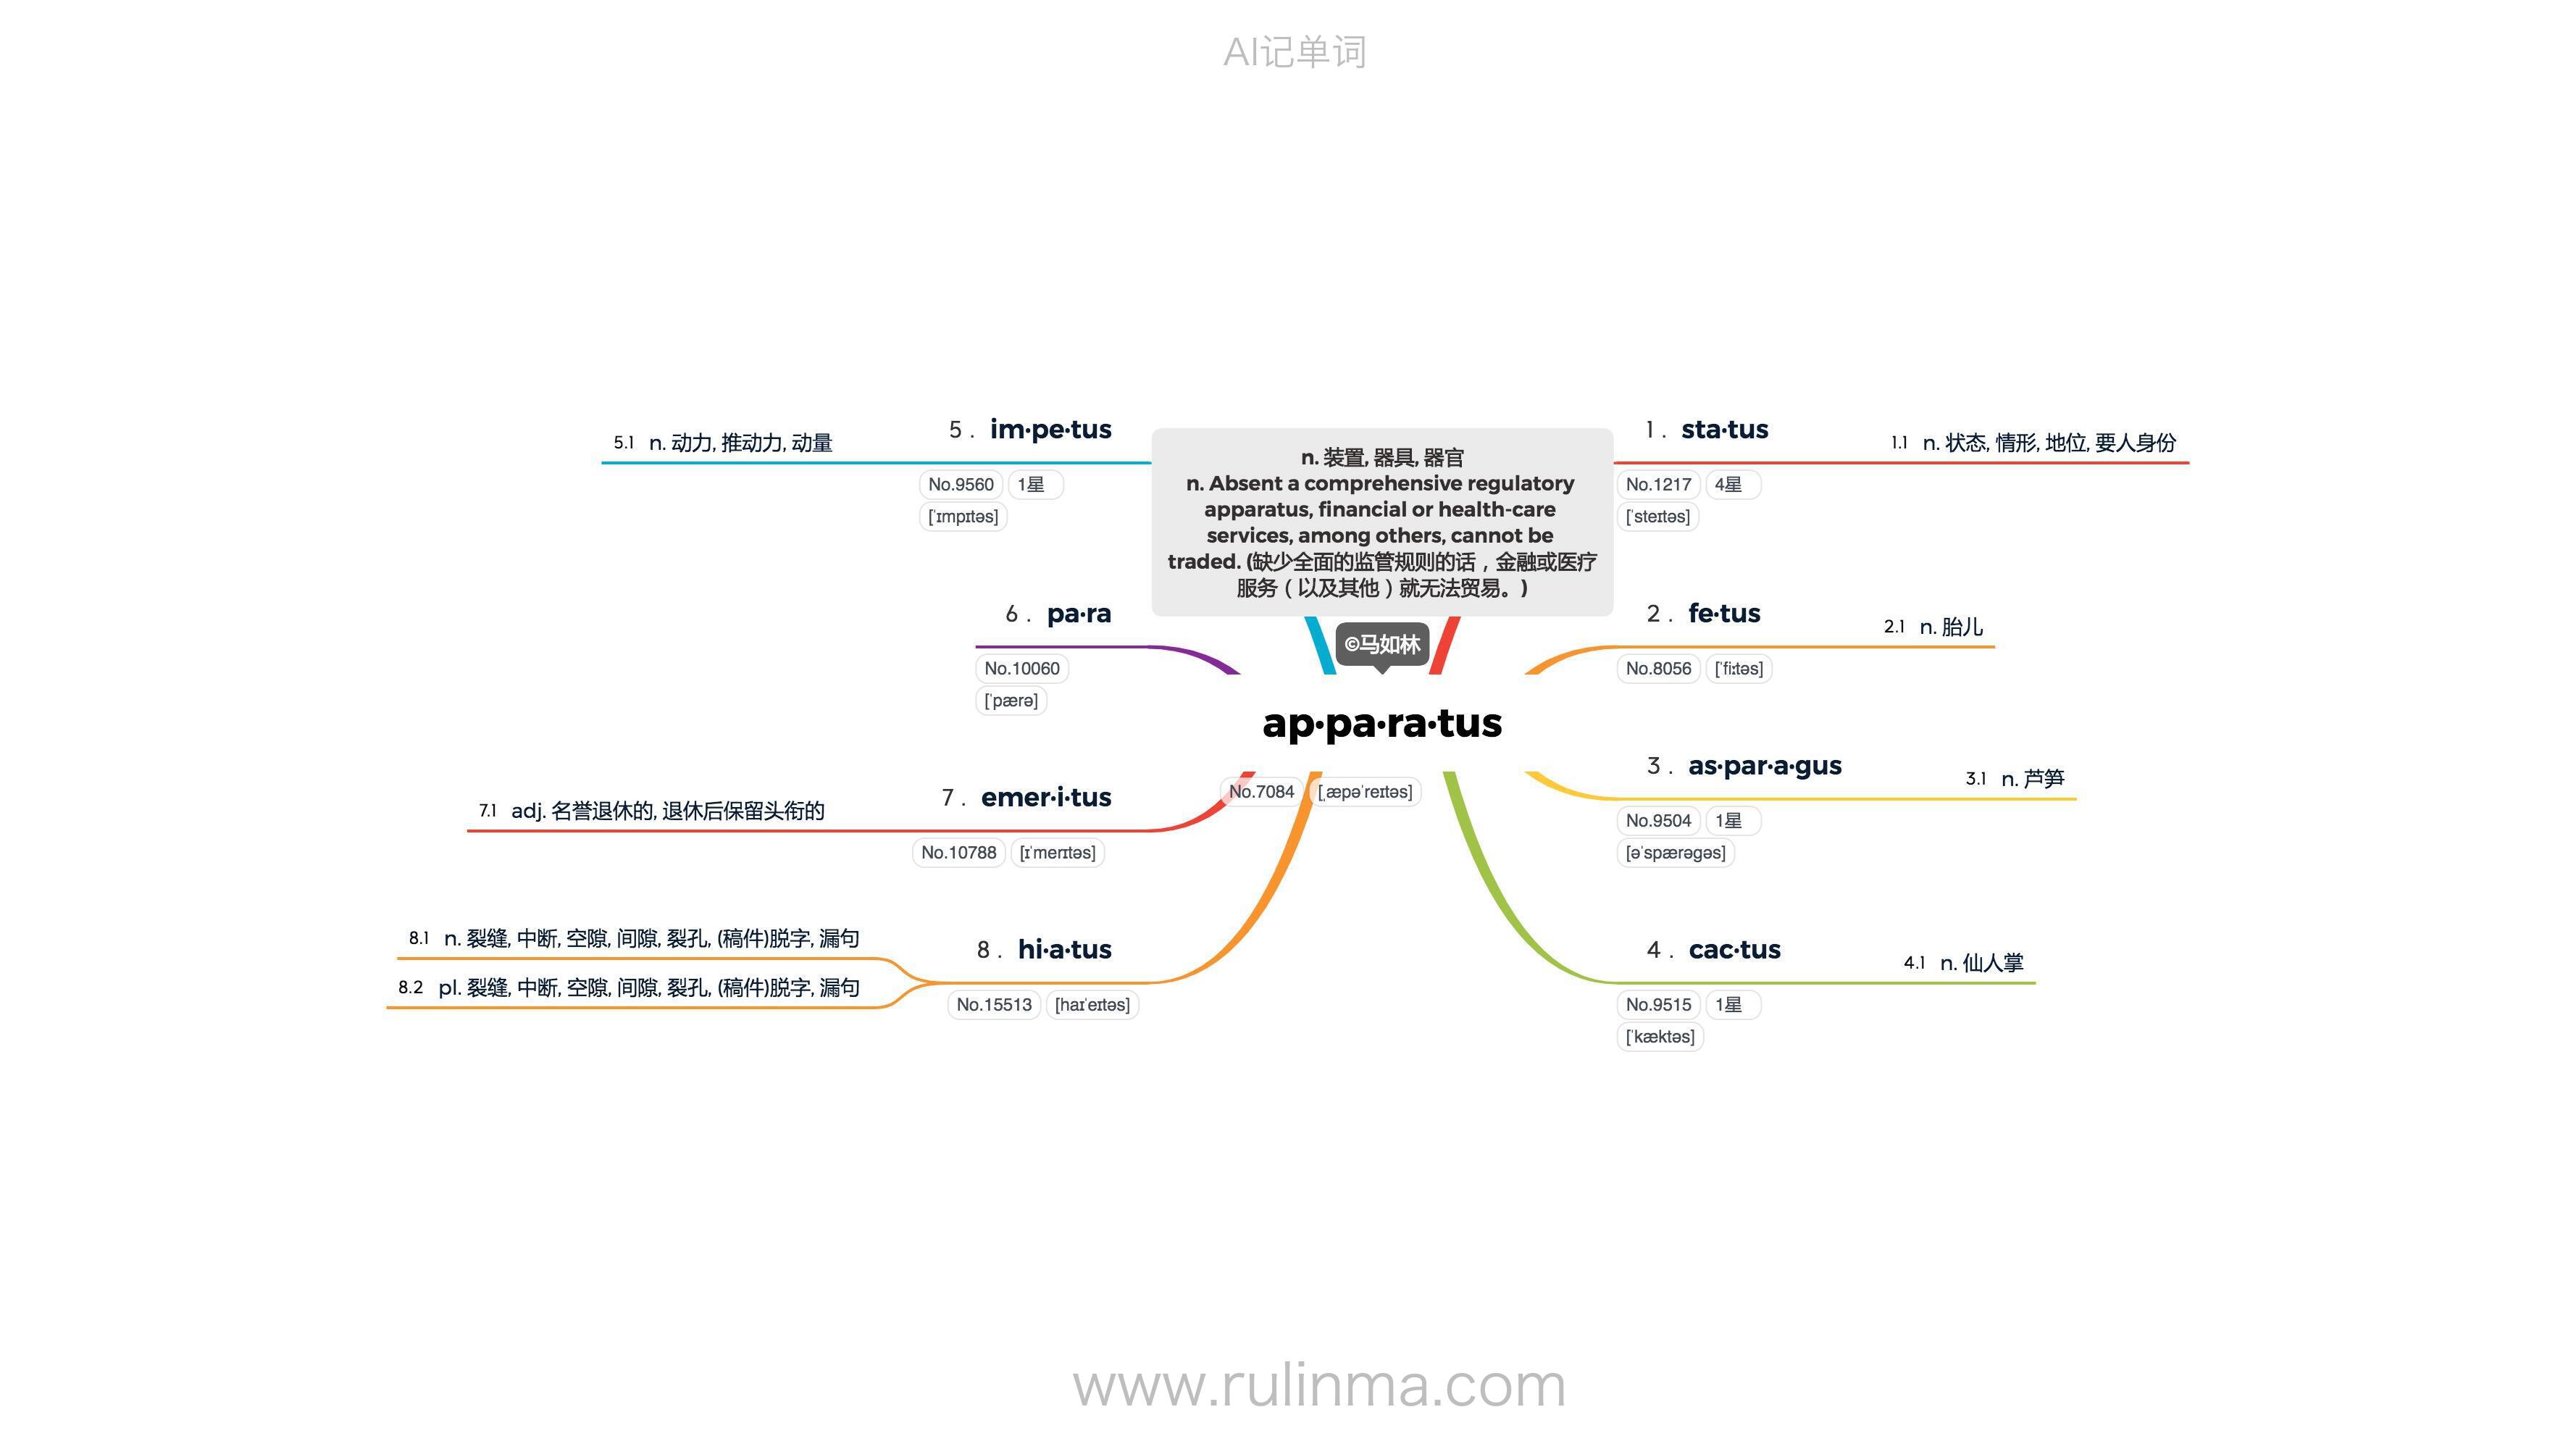 AI记单词
n. 装置, 器具, 器官
n. Absent a comprehensive regulatory
apparatus, financial or health-care
services, among others, cannot be
traded. (缺少全面的监管规则的话，金融或医疗
服务（以及其他）就无法贸易。)
©马如林
ap·pa·ra·tus
No.7084 [ˌæpəˈreɪtəs]
1 . sta·tus
1.1 n. 状态, 情形, 地位, 要人身份
No.1217 4星
[ˈsteɪtəs]
2 . fe·tus
2.1 n. 胎儿
No.8056 [ˈfiːtəs]
3 . as·par·a·gus
3.1 n. 芦笋
No.9504 1星
[əˈspærəgəs]
4 . cac·tus
4.1 n. 仙人掌
No.9515 1星
[ˈkæktəs]
5 . im·pe·tus
5.1 n. 动力, 推动力, 动量
No.9560 1星
[ˈɪmpɪtəs]
6 . pa·ra
No.10060
[ˈpærə]
7 . emer·i·tus
7.1 adj. 名誉退休的, 退休后保留头衔的
No.10788 [ɪˈmerɪtəs]
8 . hi·a·tus
8.1 n. 裂缝, 中断, 空隙, 间隙, 裂孔, (稿件)脱字, 漏句
8.2 pl. 裂缝, 中断, 空隙, 间隙, 裂孔, (稿件)脱字, 漏句
No.15513 [haɪˈeɪtəs]
www.rulinma.com